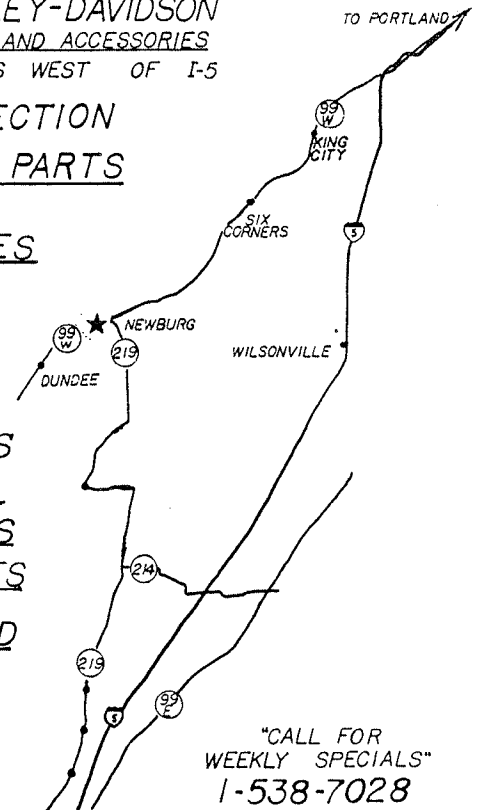 EY-DAVIDSON
AND ACCESSORIES
S WEST OF I-5
ECTION
PARTS
ES
S
S
TS
D
TO PORTLAND
99
W
KING
CITY
SIX
CORNERS
5
NEWBURG
99
W
219
DUNDEE
WILSONVILLE
214
219
5
99
E
"CALL FOR
WEEKLY SPECIALS"
1-538-7028